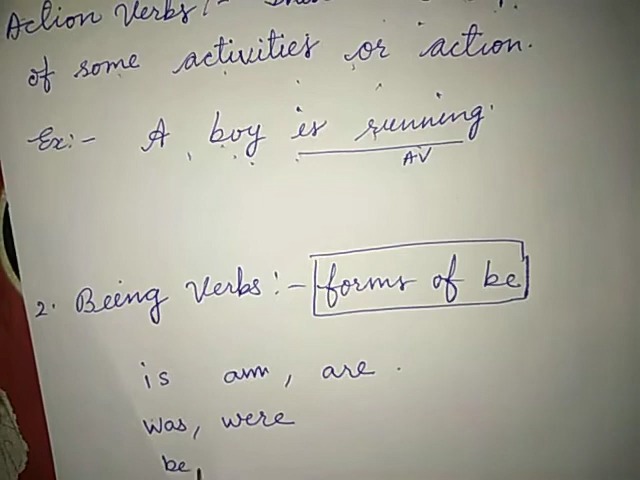 Action Verbs:-
of some activities or action.
Ex:- A boy is running.
AV
2. Being Verbs:- forms of be
is am, are.
was, were
be,